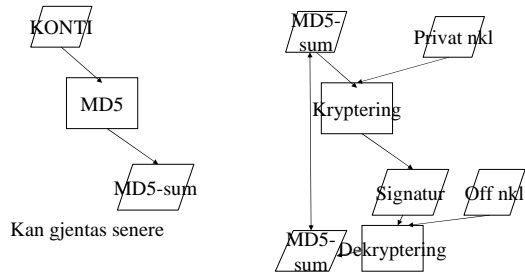 KONTI
MD5
MD5-sum
Kan gjentas senere
MD5-
sum
Privat nkl
Kryptering
Signatur
Off nkl
MD5-
sum
Dekryptering